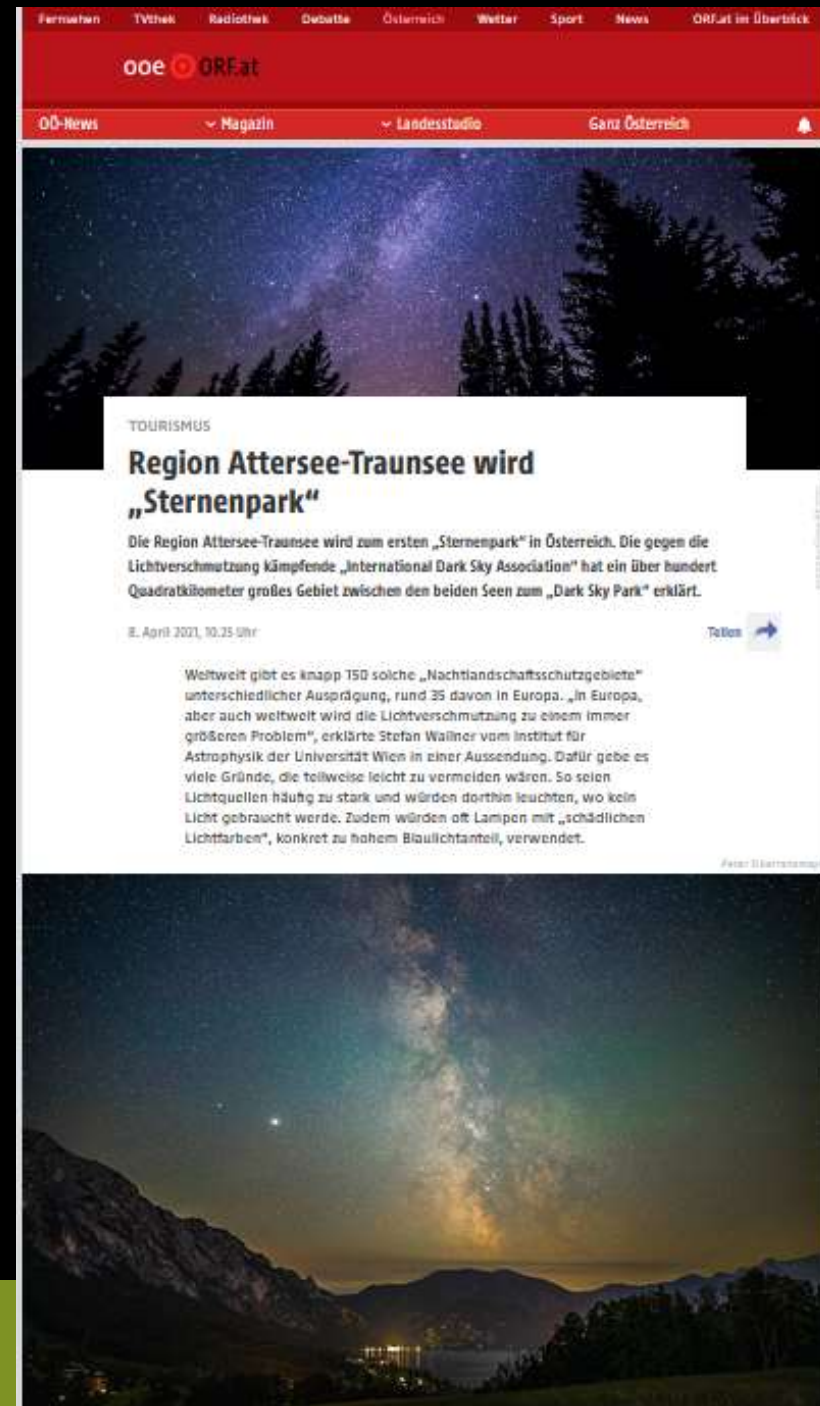 Fernsehen TVthek Radiothek Debatte Österreich Wetter Sport News ORF.at im Überblick
ooe ORF.at
OÖ-News Magazin Landesstudio Ganz Österreich
TOURISMUS
Region Attersee-Traunsee wird
„Sternenpark“
Die Region Attersee-Traunsee wird zum ersten „Sternenpark“ in Österreich. Die gegen die
Lichtverschmutzung kämpfende „International Dark Sky Association“ hat ein über hundert
Quadratkilometer großes Gebiet zwischen den beiden Seen zum „Dark Sky Park“ erklärt.
8. April 2021, 10.25 Uhr
Teilen
Weltweit gibt es knapp 150 solche „Nachtlandschaftsschutzgebiete“
unterschiedlicher Ausprägung, rund 35 davon in Europa. „In Europa,
aber auch weltweit wird die Lichtverschmutzung zu einem immer
größeren Problem“, erklärte Stefan Wallner vom Institut für
Astrophysik der Universität Wien in einer Aussendung. Dafür gebe es
viele Gründe, die teilweise leicht zu vermeiden wären. So seien
Lichtquellen häufig zu stark und würden dorthin leuchten, wo kein
Licht gebraucht werde. Zudem würden oft Lampen mit „schädlichen
Lichtfarben“, konkret zu hohem Blaulichtanteil, verwendet.
Peter